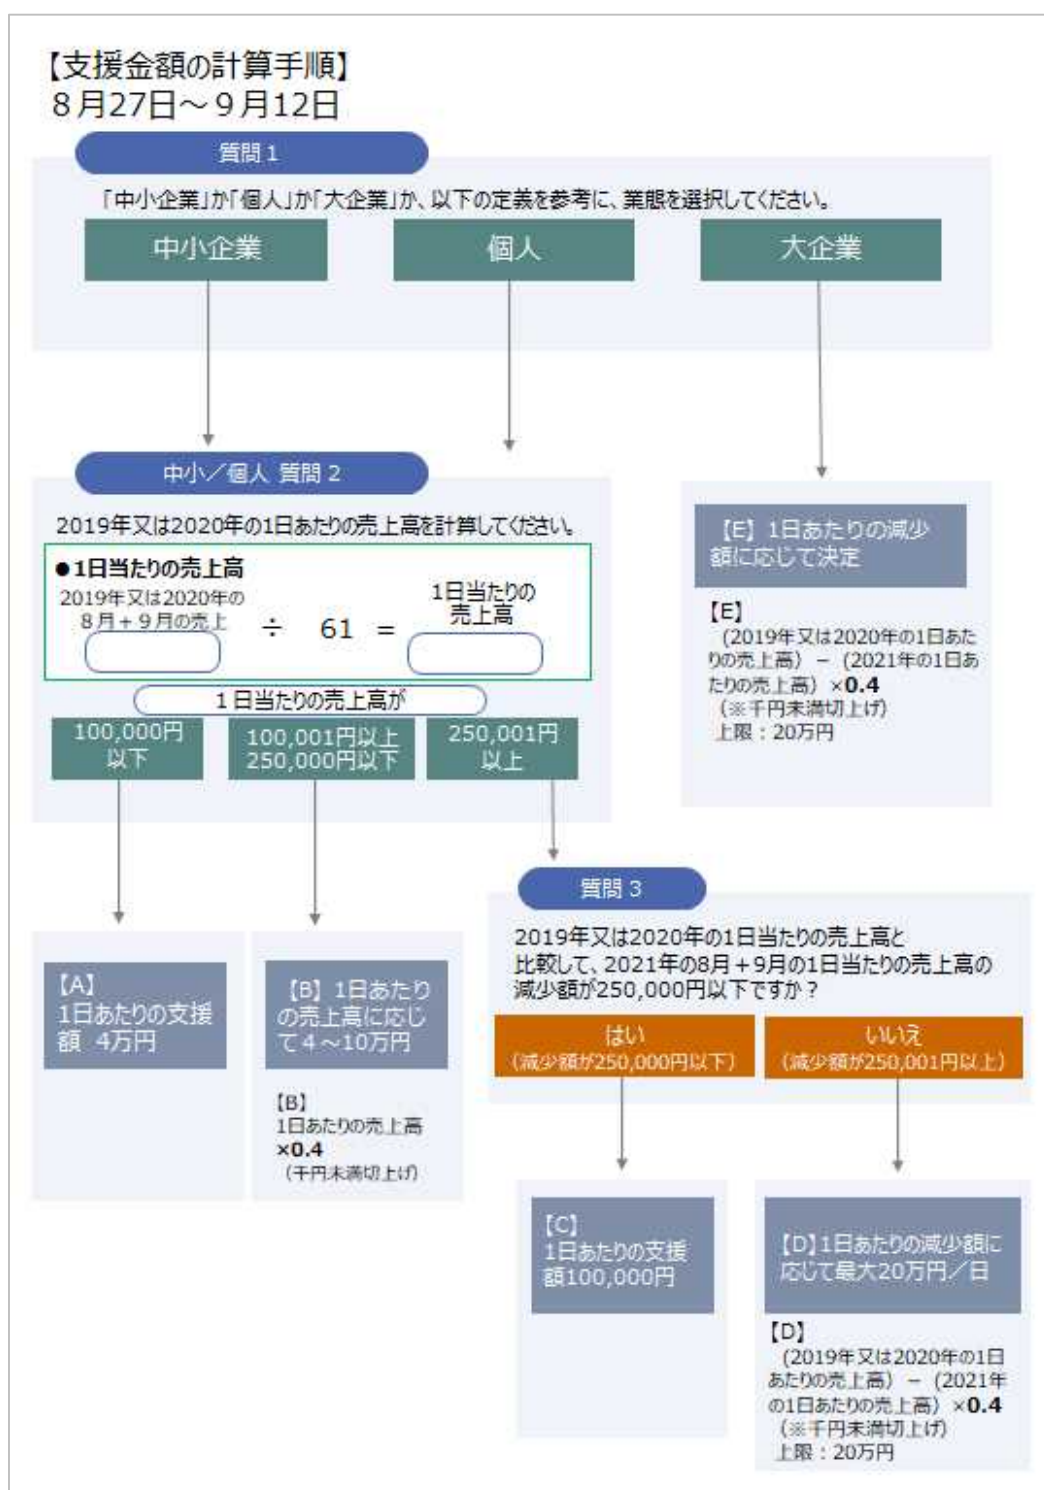 【支援金額の計算手順】
８月27日～９月12日
質問１
「中小企業」か「個人」か「大企業」か、以下の定義を参考に、業態を選択してください。
中小企業
個人
大企業
中小／個人 質問２
2019年又は2020年の1日あたりの売上高を計算してください。
●1日当たりの売上高
2019年又は2020年の
８月＋９月の売上
÷ 61 =
1日当たりの
売上高
１日当たりの売上高が
100,000円
以下
100,001円以上
250,000円以下
250,001円
以上
【E】1日あたりの減少
額に応じて決定
【E】
(2019年又は2020年の1日あた
りの売上高）－（2021年の1日あ
たりの売上高）×0.4
（※千円未満切上げ）
上限：20万円
質問３
2019年又は2020年の1日当たりの売上高と
比較して、2021年の8月＋9月の1日当たりの売上高の
減少額が250,000円以下ですか？
はい
（減少額が250,000円以下）
いいえ
（減少額が250,001円以上）
【A】
1日あたりの支援
額 4万円
【B】1日あたり
の売上高に応じ
て４～10万円
【B】
1日あたりの売上高
×0.4
（千円未満切上げ）
【C】
1日あたりの支援
額100,000円
【D】1日あたりの減少額に
応じて最大20万円／日
【D】
(2019年又は2020年の1日
あたりの売上高）－（2021年
の1日あたりの売上高）×0.4
（※千円未満切上げ）
上限：20万円